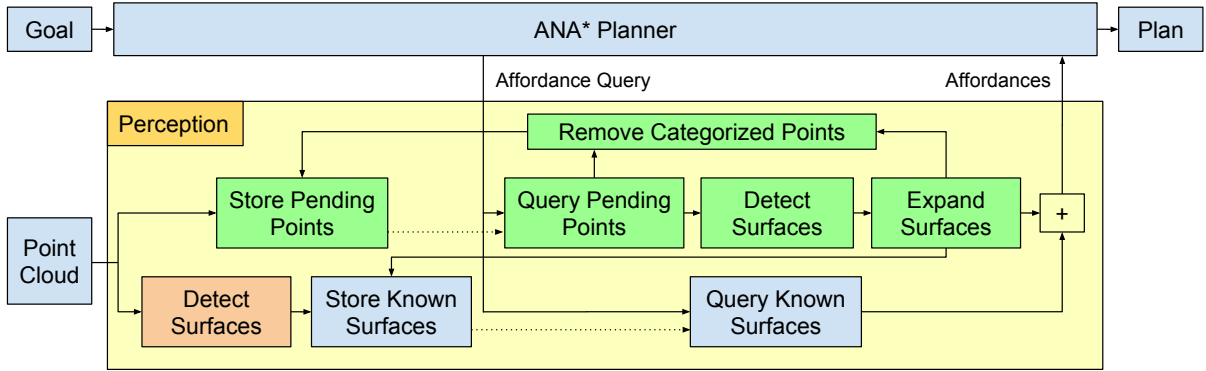 Goal
ANA* Planner
Plan
Affordance Query
Affordances
Perception
Remove Categorized Points
Store Pending
Points
Query Pending
Points
Detect
Surfaces
Expand
Surfaces
+
Point
Cloud
Detect
Surfaces
Store Known
Surfaces
Query Known
Surfaces